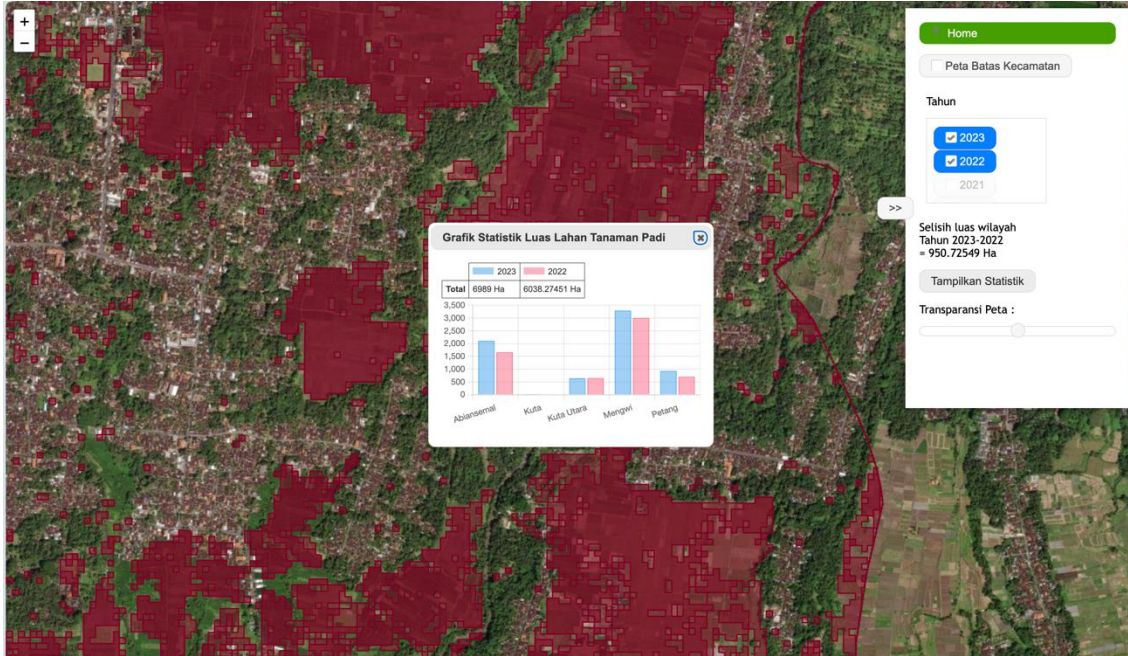 +
−
Home
Peta Batas Kecamatan
Tahun
2023
2022
2021
>>
Selisih luas wilayah
Tahun 2023-2022
= 950.72549 Ha
Tampilkan Statistik
Transparansi Peta :
Grafik Statistik Luas Lahan Tanaman Padi
2023 2022
Total 6989 Ha 6038.27451 Ha
3,500
3,000
2,500
2,000
1,500
1,000
500
0
Abiansemal Kuta Kuta Utara Mengwi Petang